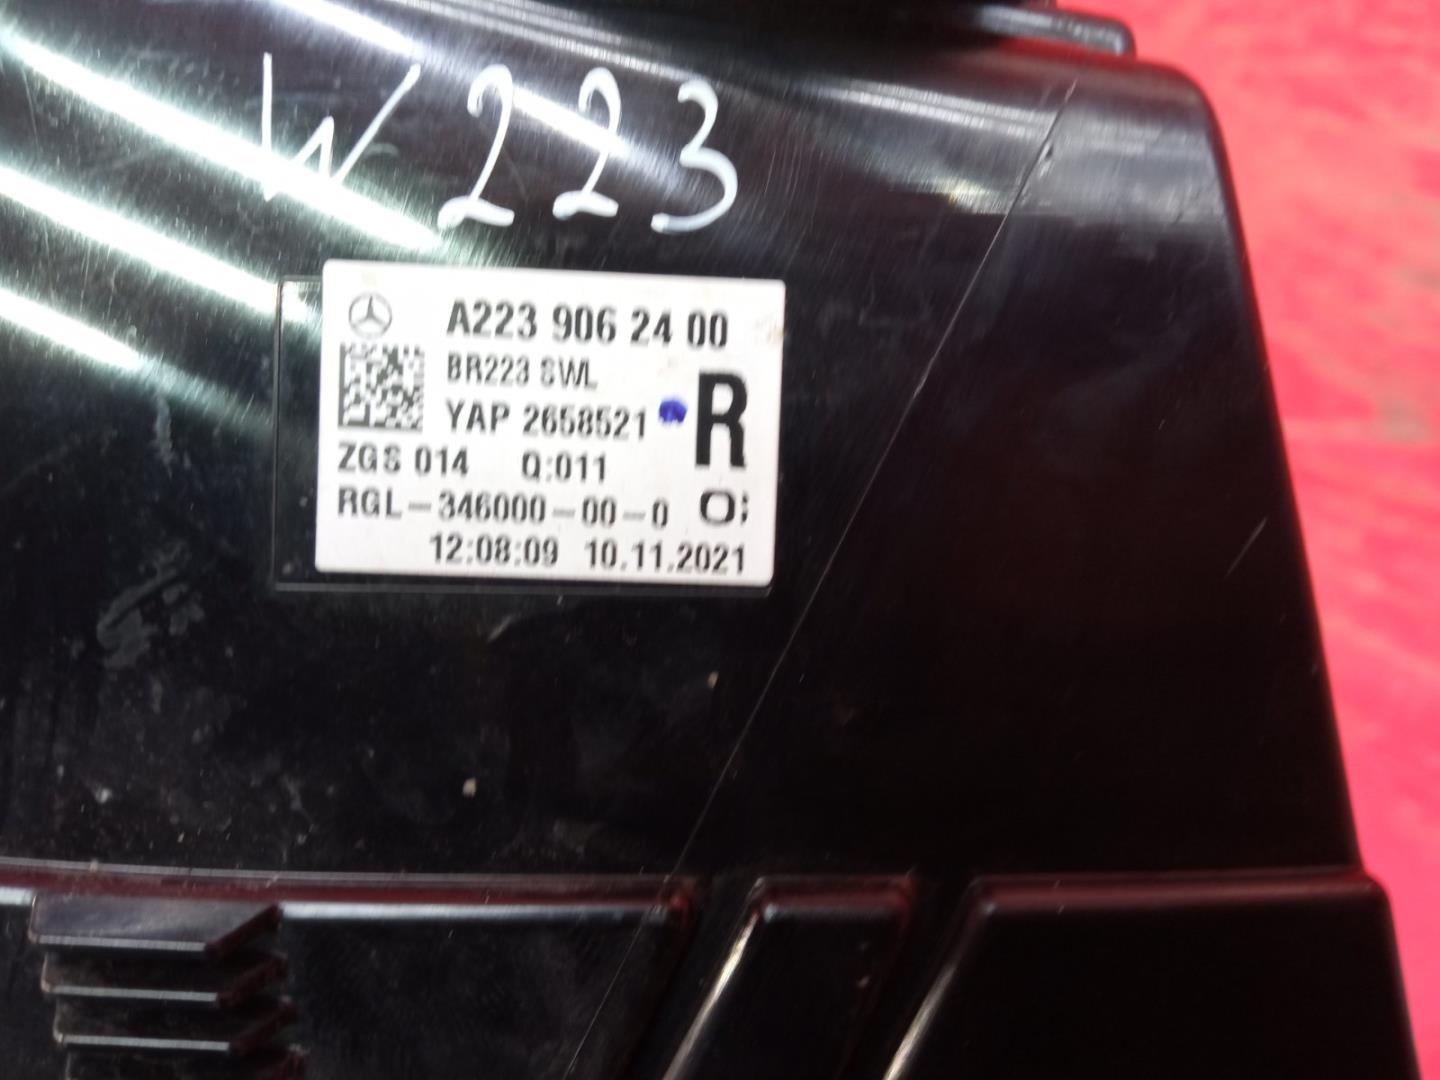 W223
A223 906 24 00
BR223 SWL
YAP 2658521
R
ZGS 014 Q:011
RGL-346000-00-0
12:08:09 10.11.2021